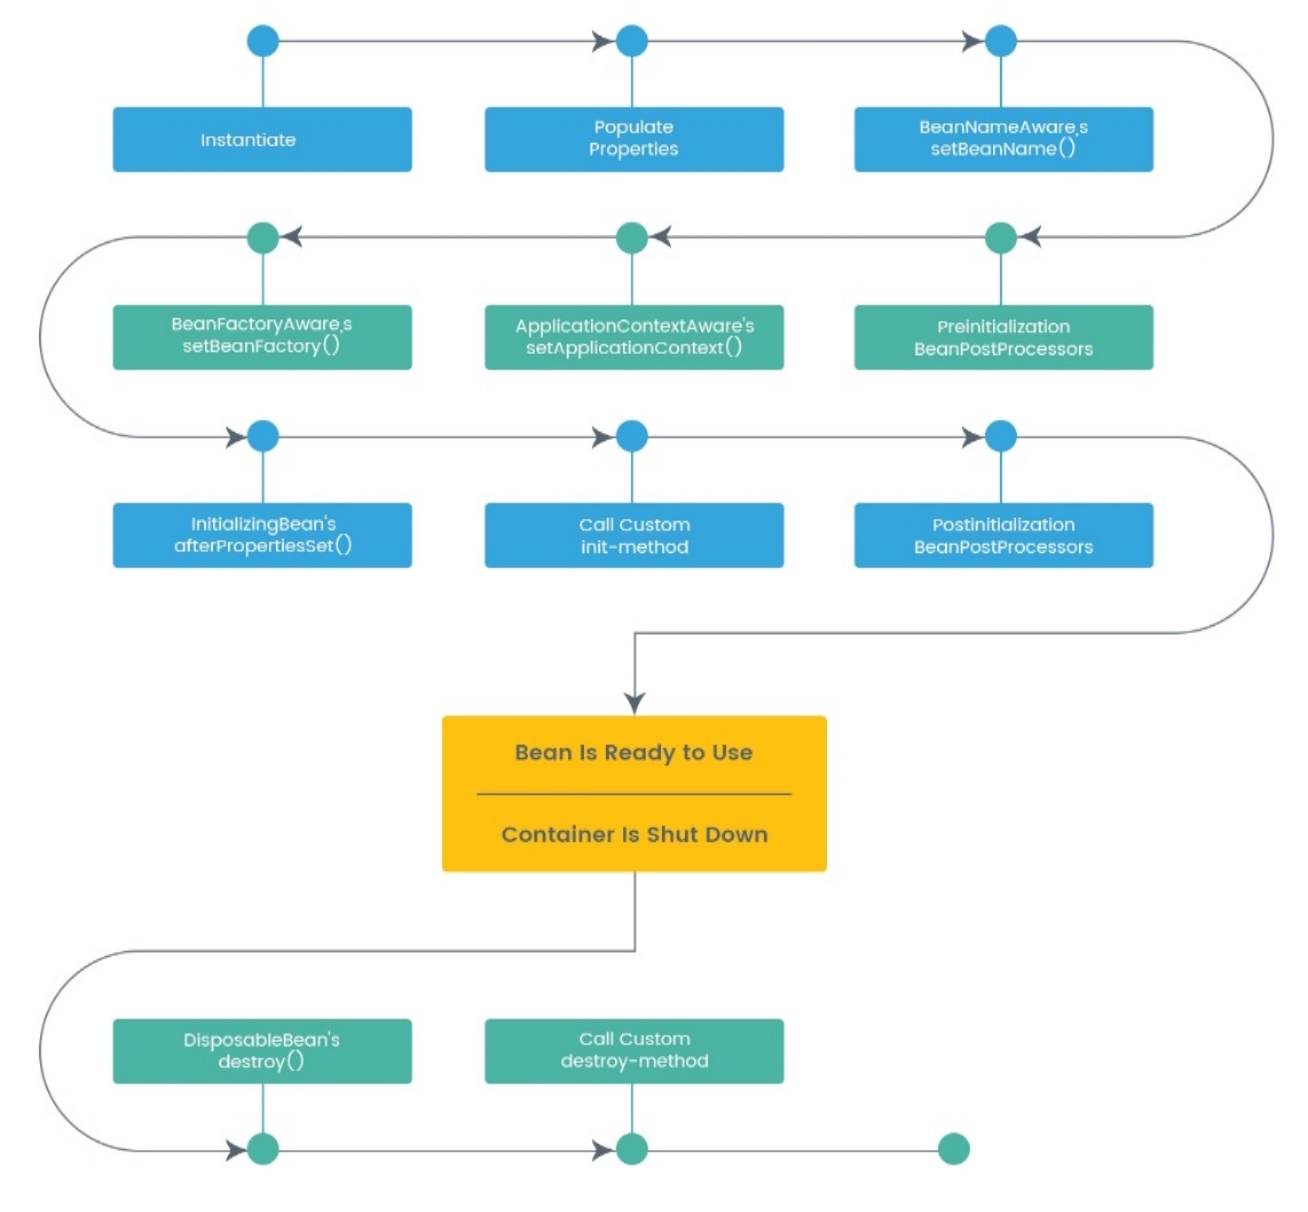 Instantiate
Populate
Properties
BeanNameAware,s
setBeanName()
BeanFactoryAware,s
setBeanFactory()
ApplicationContextAware's
setApplicationContext()
Preinitialization
BeanPostProcessors
InitializingBean's
afterPropertiesSet()
Call Custom
init-method
Postinitialization
BeanPostProcessors
Bean Is Ready to Use
Container Is Shut Down
DisposableBean's
destroy()
Call Custom
destroy-method